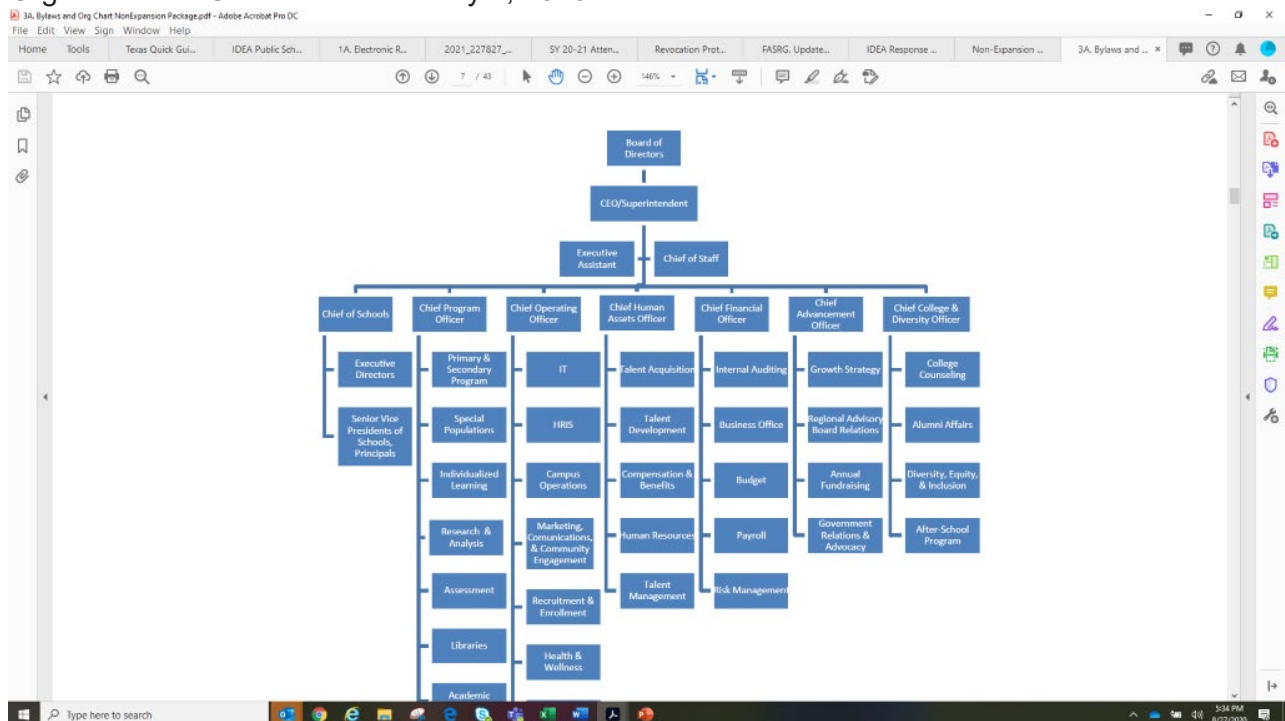 3A. Bylaws and Org Chart NonExpansion Package.pdf - Adobe Acrobat Pro DC
File Edit View Sign Window Help
Home Tools Texas Quick Gui... IDEA Public Sch... 1A. Electronic R... 2021_227827_... SY 20-21 Atten... Revocation Prot... FASRG. Update... IDEA Response ... Non-Expansion ... 3A. Bylaws and ... ×
7 / 43 146%
Board of
Directors
CEO/Superintendent
Executive
Assistant
Chief of Staff
Chief of Schools
Chief Program
Officer
Chief Operating
Officer
Chief Human
Assets Officer
Chief Financial
Officer
Chief
Advancement
Officer
Chief College &
Diversity Officer
Executive
Directors
Senior Vice
Presidents of
Schools,
Principals
Primary &
Secondary
Program
Special
Populations
Individualized
Learning
Research &
Analysis
Assessment
Libraries
Academic
IT
HRIS
Campus
Operations
Marketing,
Comunications,
& Community
Engagement
Recruitment &
Enrollment
Health &
Wellness
Talent Acquisition
Talent
Development
Compensation &
Benefits
Human Resources
Talent
Management
Internal Auditing
Business Office
Budget
Payroll
Risk Management
Growth Strategy
Regional Advisory
Board Relations
Annual
Fundraising
Government
Relations &
Advocacy
College
Counseling
Alumni Affairs
Diversity, Equity,
& Inclusion
After-School
Program
Type here to search
5:34 PM
8/27/2020